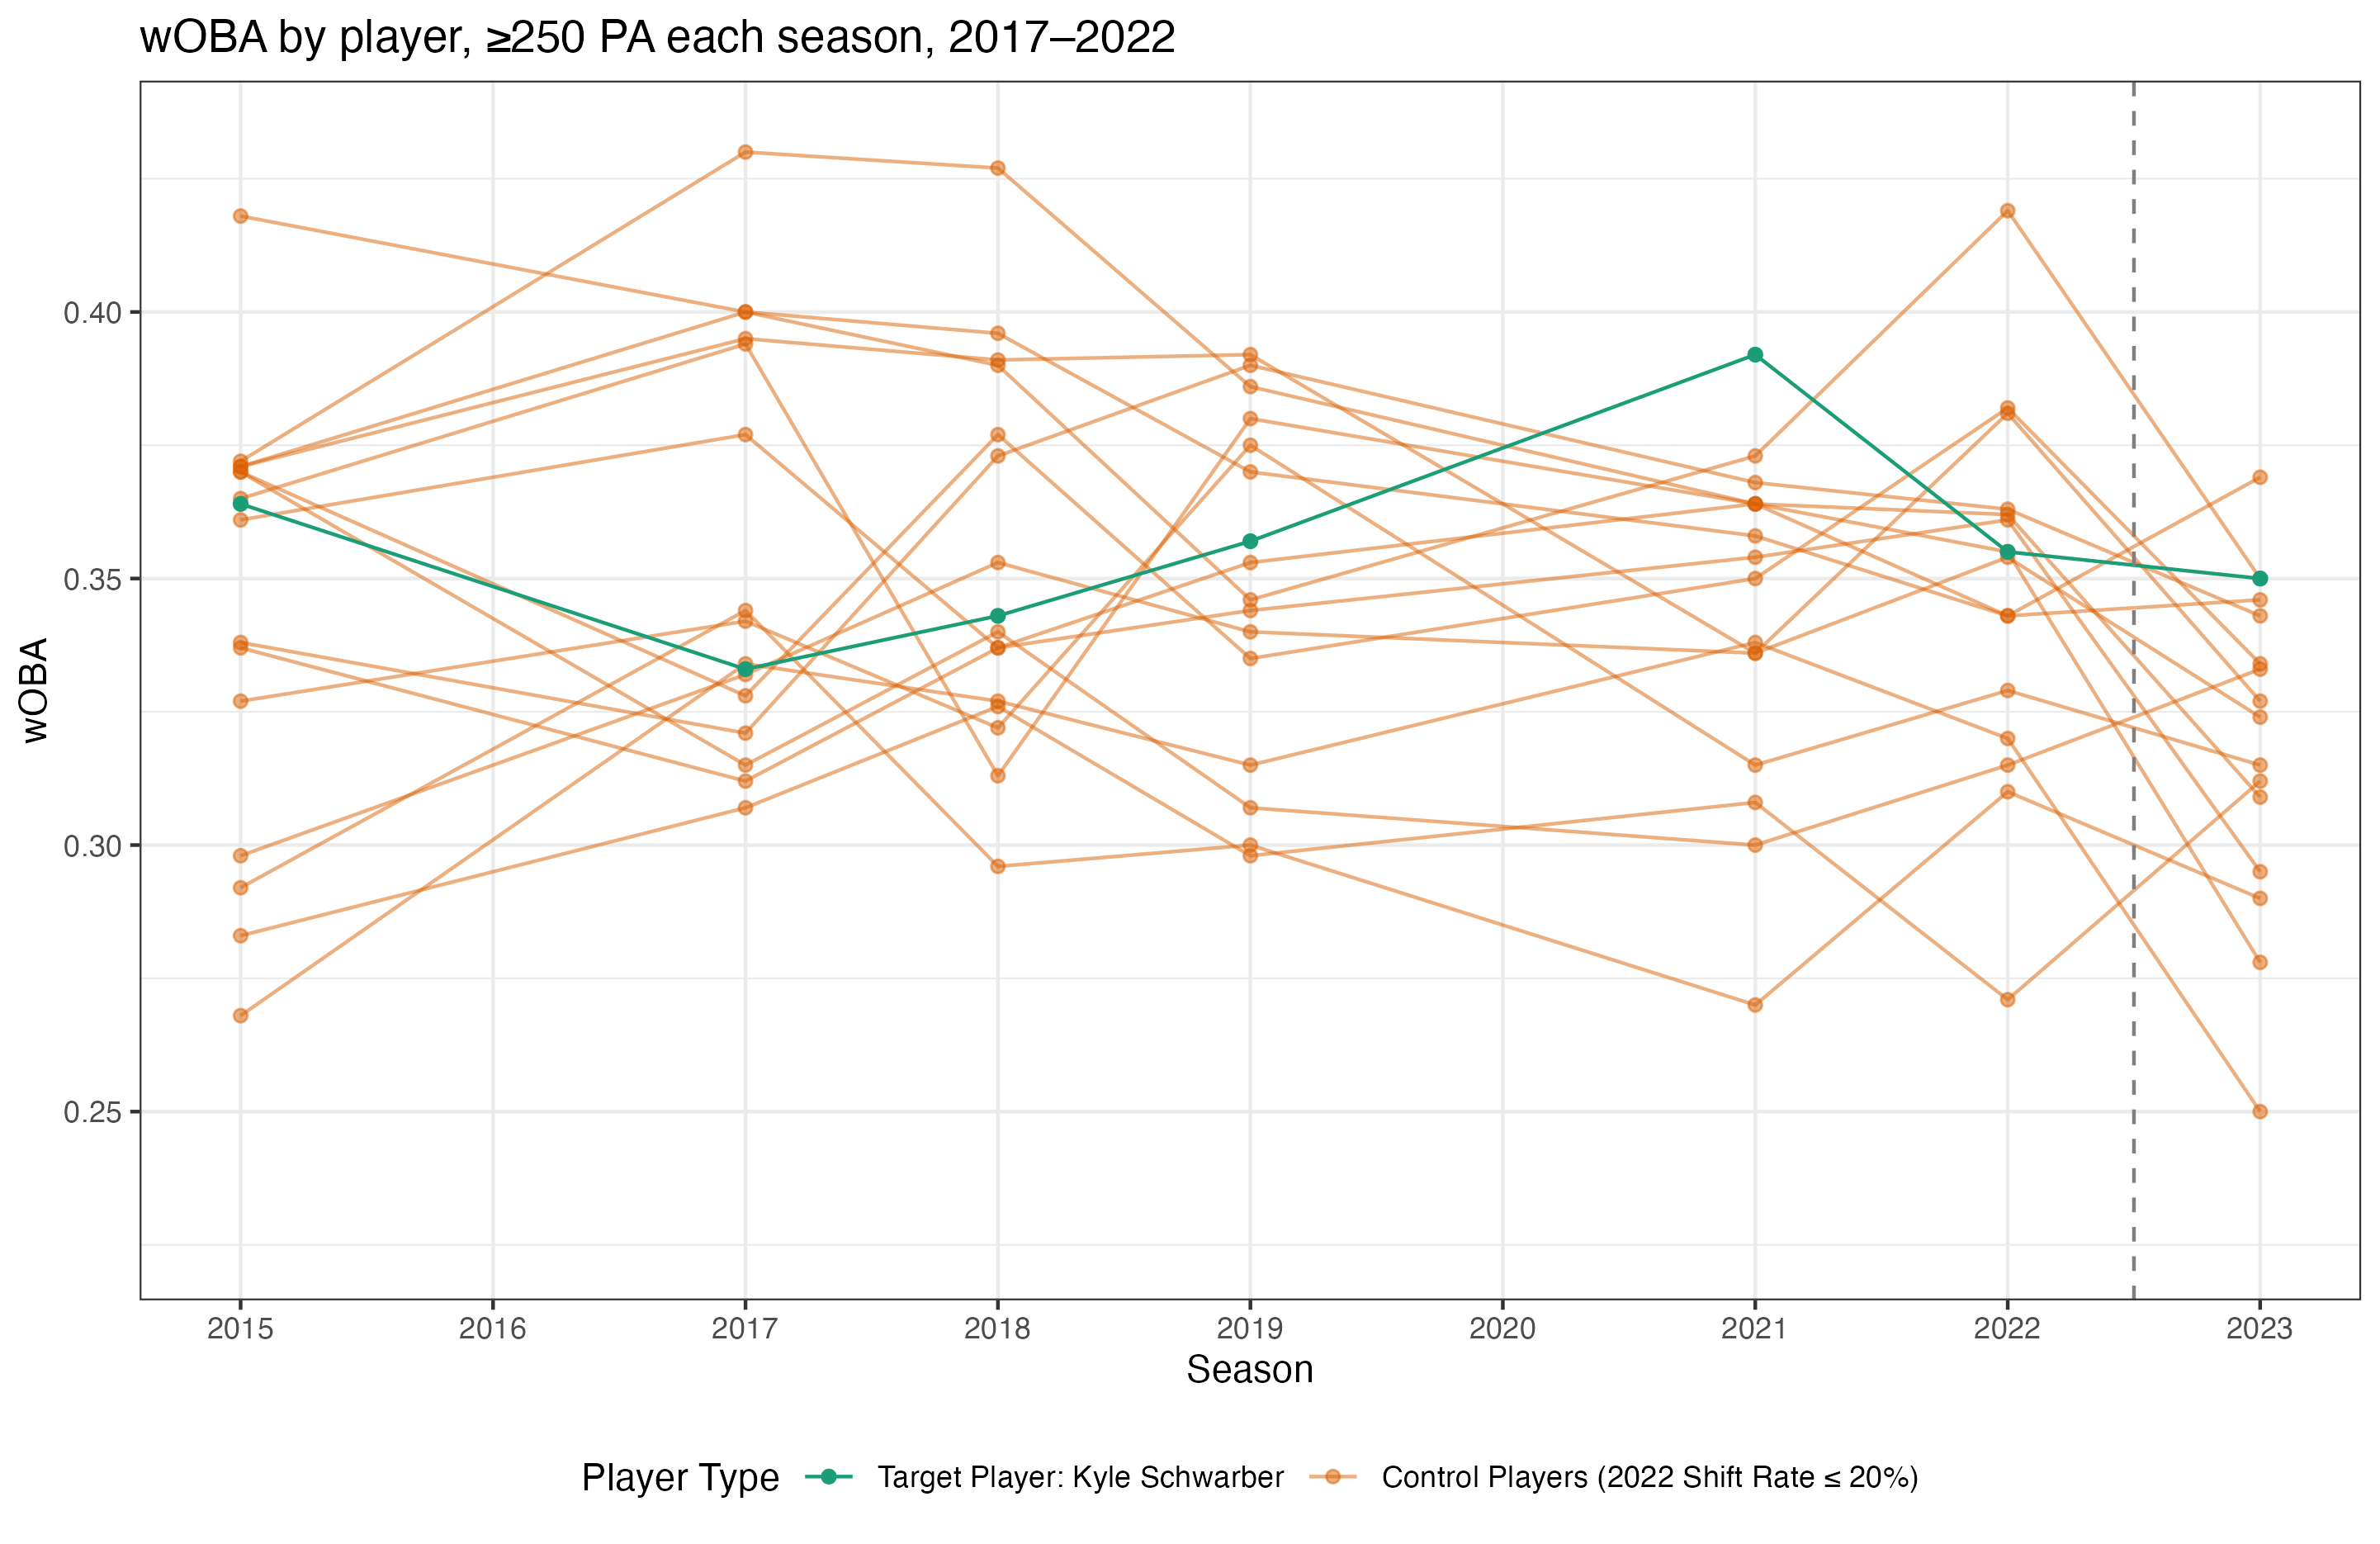 wOBA by player, ≥250 PA each season, 2017–2022
wOBA
0.40
0.35
0.30
0.25
2015 2016 2017 2018 2019 2020 2021 2022 2023
Season
Player Type Target Player: Kyle Schwarber Control Players (2022 Shift Rate ≤ 20%)